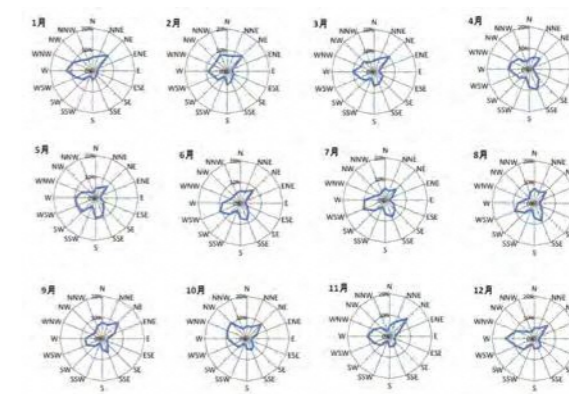 1月
N
NNW NNE
NW NE
WNW ENE
W E
WSW ESE
SW SE
SSW SSE
S
2月
N
NNW NNE
NW NE
WNW ENE
W E
WSW ESE
SW SE
SSW SSE
S
3月
N
NNW NNE
NW NE
WNW ENE
W E
WSW ESE
SW SE
SSW SSE
S
4月
N
NNW NNE
NW
WNW
W
WSW
SW
SSW SSE
S
5月
N
NNW NNE
NW NE
WNW ENE
W E
WSW ESE
SW SE
SSW SSE
S
6月
N
NNW NNE
NW NE
WNW ENE
W E
WSW ESE
SW SE
SSW SSE
S
7月
N
NNW NNE
NW NE
WNW ENE
W E
WSW ESE
SW SE
SSW SSE
S
8月
N
NNW NNE
NW
WNW
W
WSW
SW
SSW SSE
S
9月
N
NNW NNE
NW NE
WNW ENE
W E
WSW ESE
SW SE
SSW SSE
S
10月
N
NNW NNE
NW NE
WNW ENE
W E
WSW ESE
SW SE
SSW SSE
S
11月
N
NNW NNE
NW NE
WNW ENE
W E
WSW ESE
SW SE
SSW SSE
S
12月
N
NNW NNE
NW
WNW
W
WSW
SW
SSW SSE
S